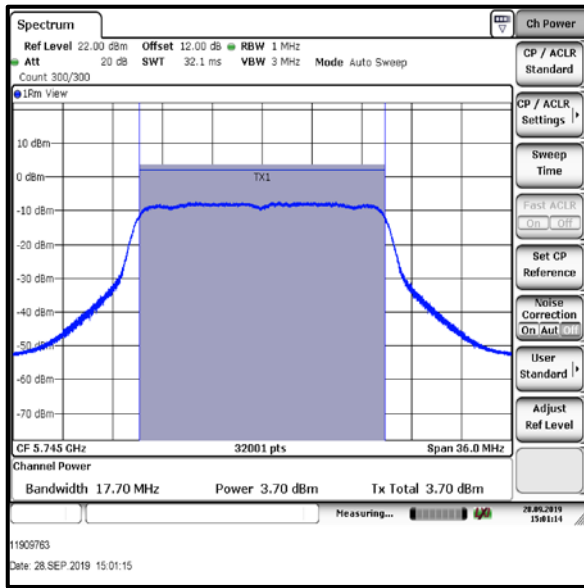 Spectrum
Ref Level 22.00 dBm Offset 12.00 dB RBW 1 MHz
Att 20 dB SWT 32.1 ms VBW 3 MHz Mode Auto Sweep
Count 300/300
1Rm View
10 dBm
0 dBm
TX1
-10 dBm
-20 dBm
-30 dBm
-40 dBm
-50 dBm
-60 dBm
-70 dBm
CF 5.745 GHz 32001 pts Span 36.0 MHz
Channel Power
Bandwidth 17.70 MHz Power 3.70 dBm Tx Total 3.70 dBm
Measuring... 28.09.2019
15:01:14
Ch Power
CP / ACLR
Standard
CP / ACLR
Settings
Sweep
Time
Fast ACLR
On Off
Set CP
Reference
Noise
Correction
On Aut Off
User
Standard
Adjust
Ref Level
11909763
Date: 28.SEP.2019 15:01:15